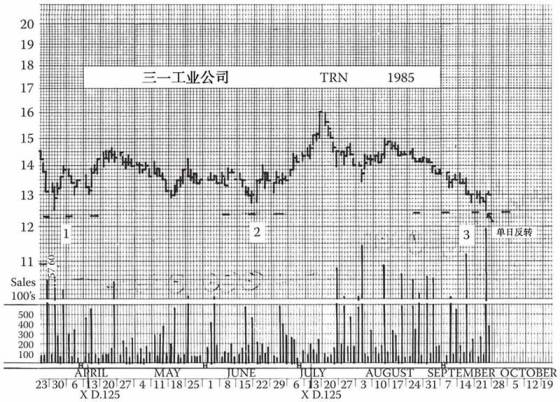 20
19
18
17
三一工业公司 TRN 1985
16
15
14
13
12
1 2 3 单日反转
11
Sales
100's
500
400
300
200
100
APRIL MAY JUNE JULY AUGUST SEPTEMBER OCTOBER
23 30 6 13 20 27 4 11 18 25 1 8 15 22 29 6 13 20 27 3 10 17 24 31 7 14 21 28 5 12 19
X D.125 X D.125